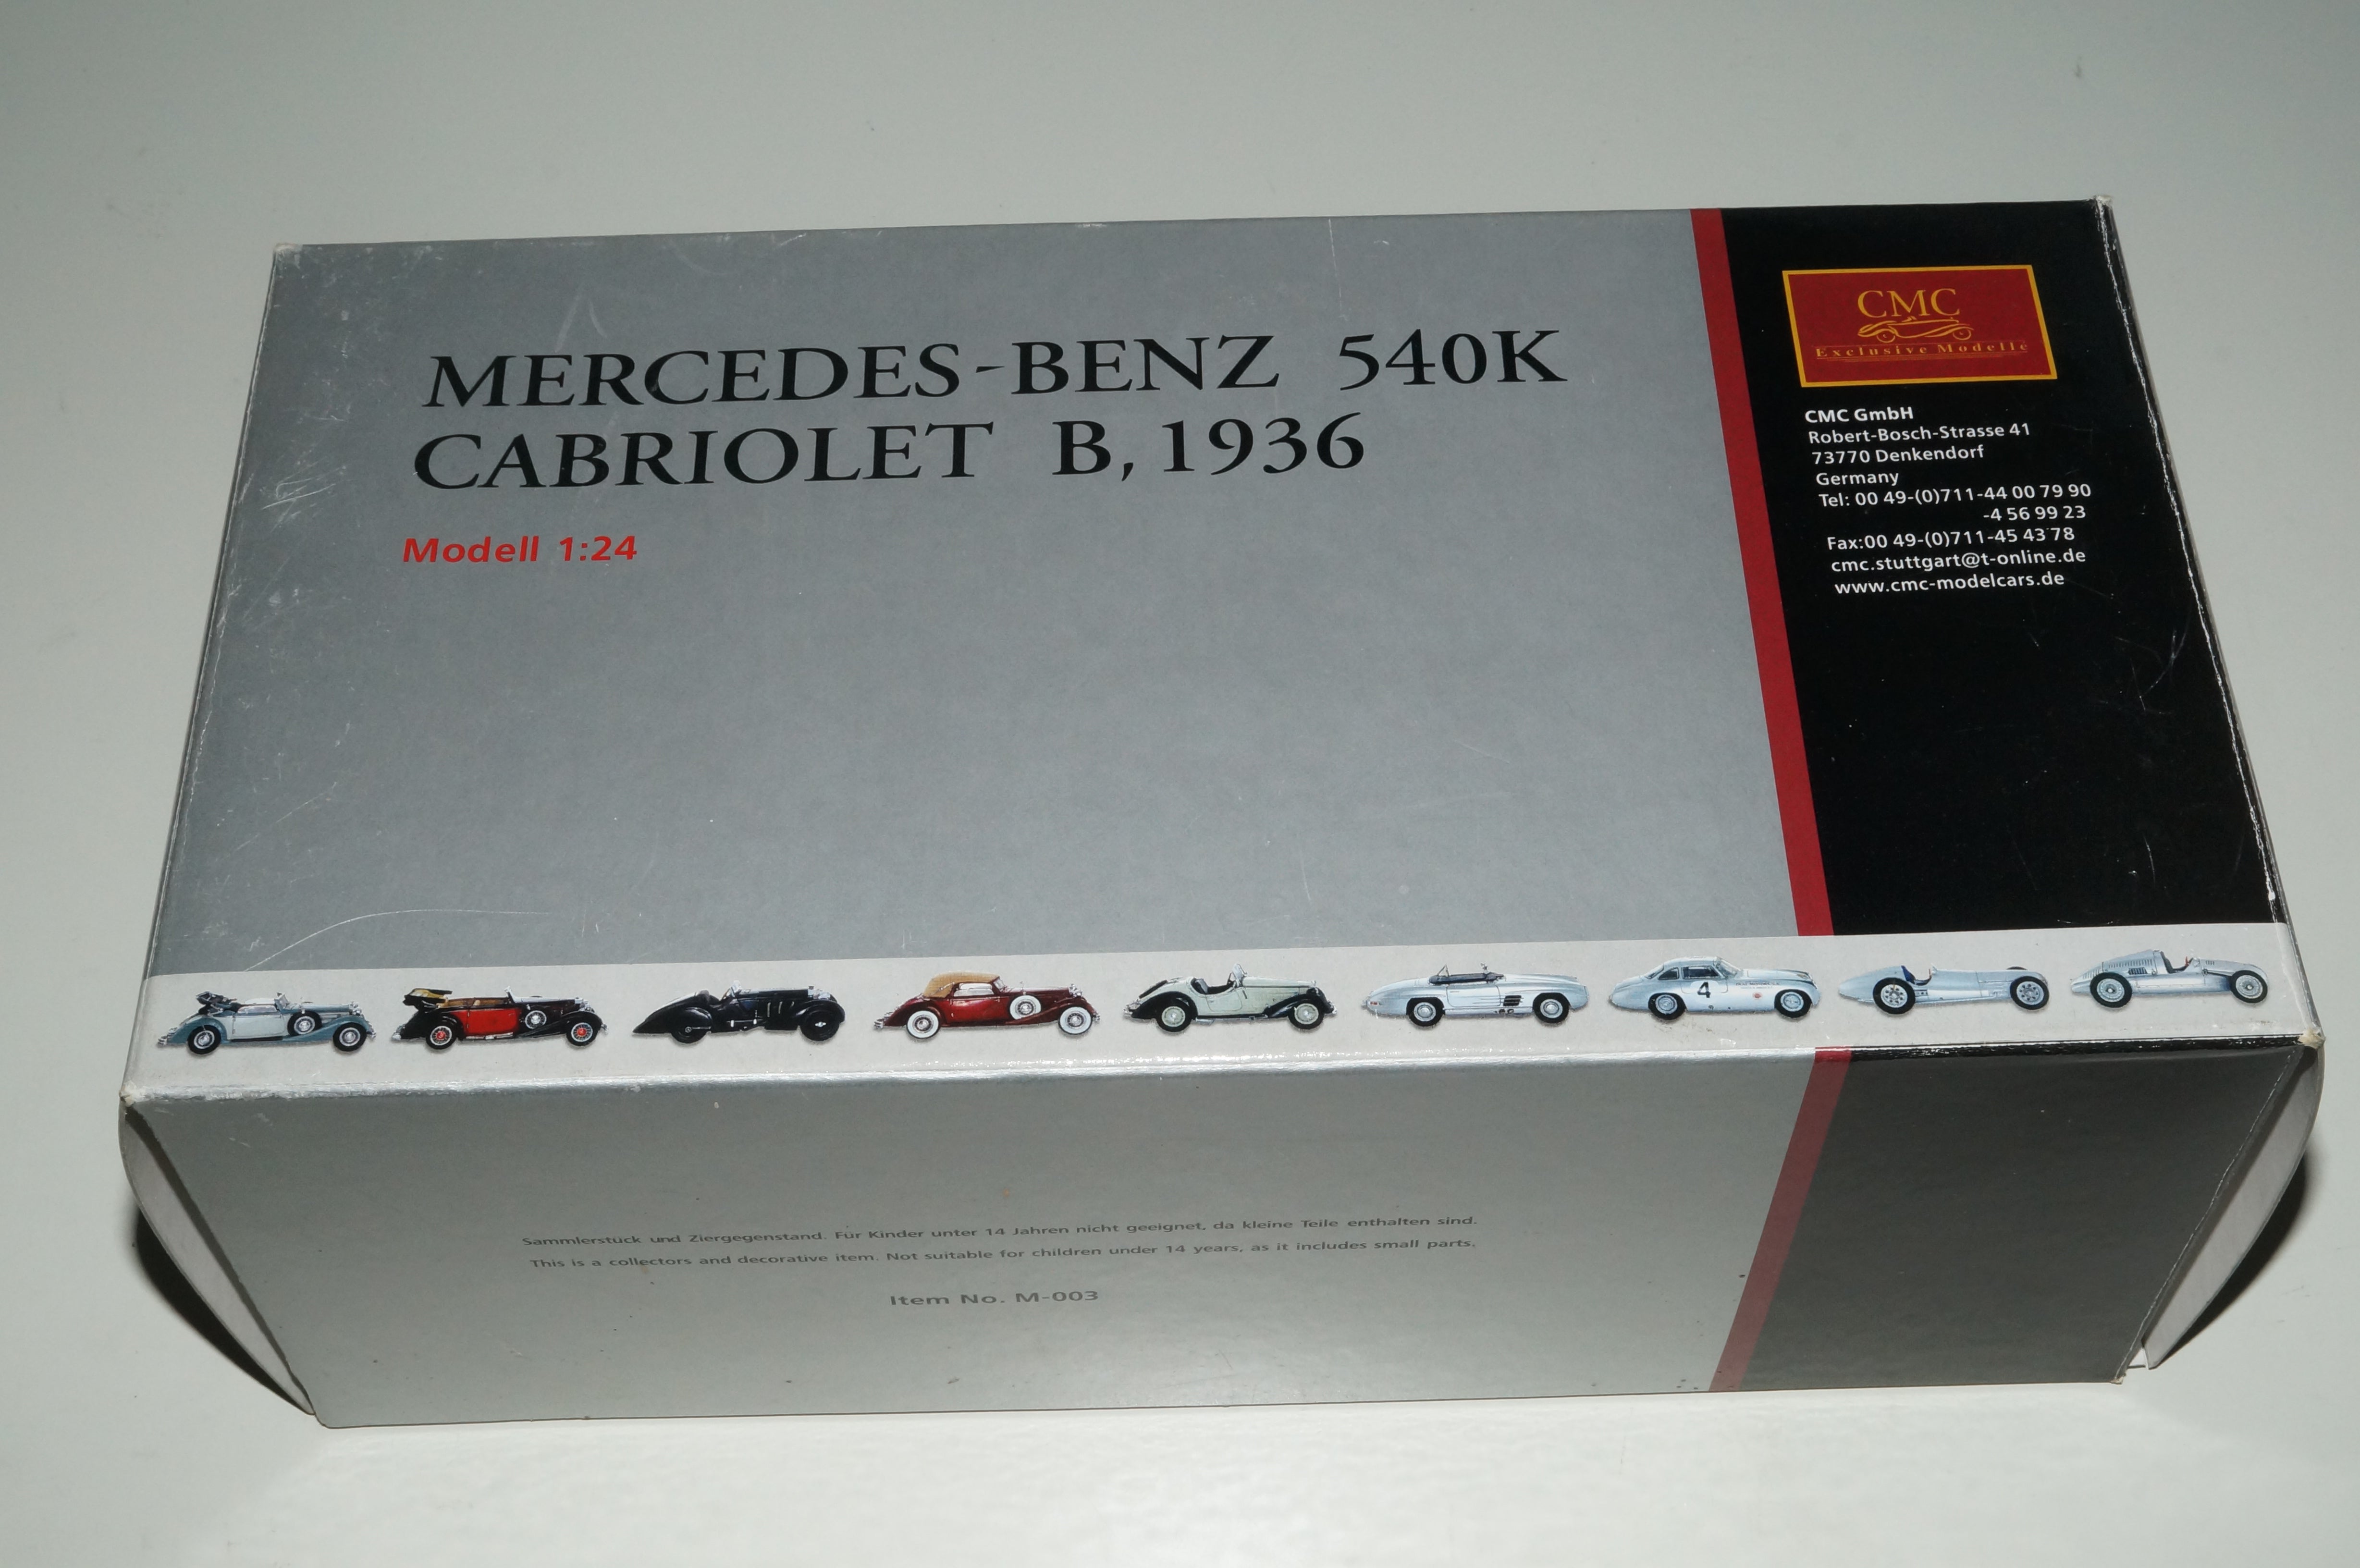 MERCEDES-BENZ 540K
CABRIOLET B, 1936
Modell 1:24
CMC
Exclusive Modelle
CMC GmbH
Robert-Bosch-Strasse 41
73770 Denkendorf
Germany
Tel: 00 49-(0)711-44 00 79 90
-4 56 99 23
Fax:00 49-(0)711-45 43 78
cmc.stuttgart@t-online.de
www.cmc-modelcars.de
4
Sammlerstück und Ziergegenstand. Für Kinder unter 14 Jahren nicht geeignet, da kleine Teile enthalten sind.
This is a collectors and decorative item. Not suitable for children under 14 years, as it includes small parts.
Item No. M-003